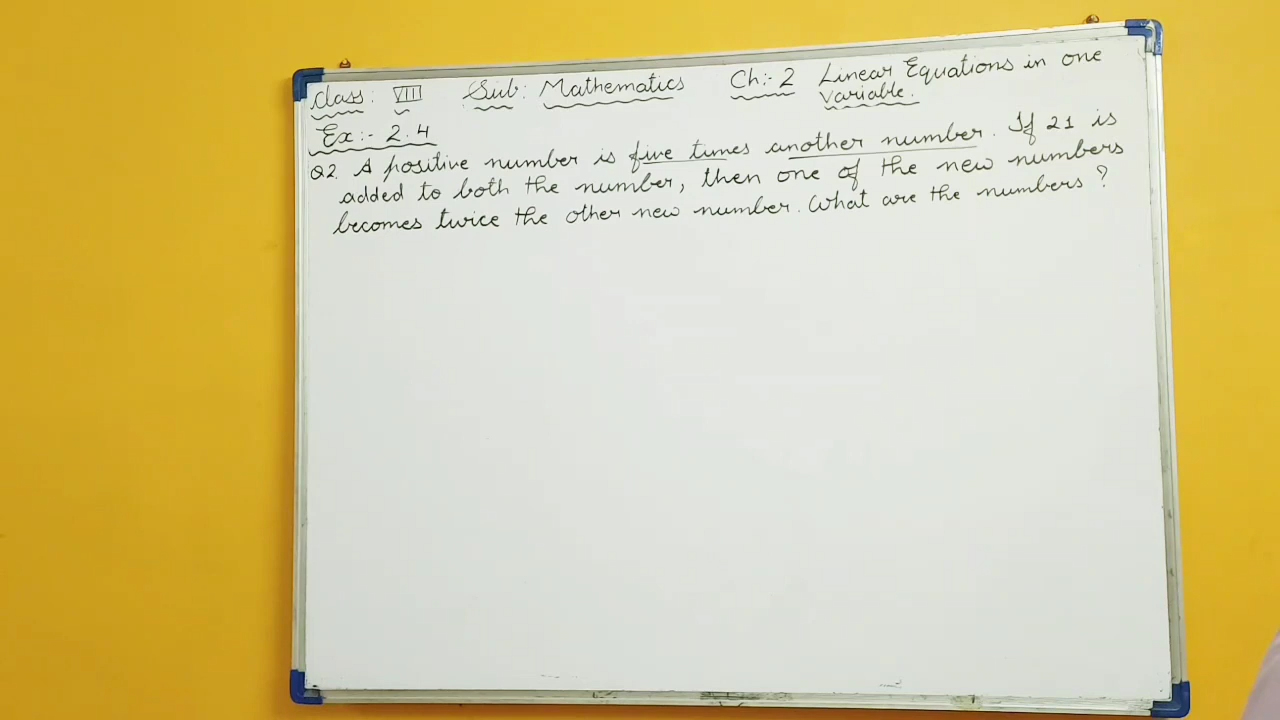 Class: VIII Sub: Mathematics Ch:- 2 Linear Equations in one
Variable.
Ex:- 2.4
Q2. A positive number is five times another number. If 21 is
added to both the number, then one of the new numbers
becomes twice the other new number. What are the numbers?